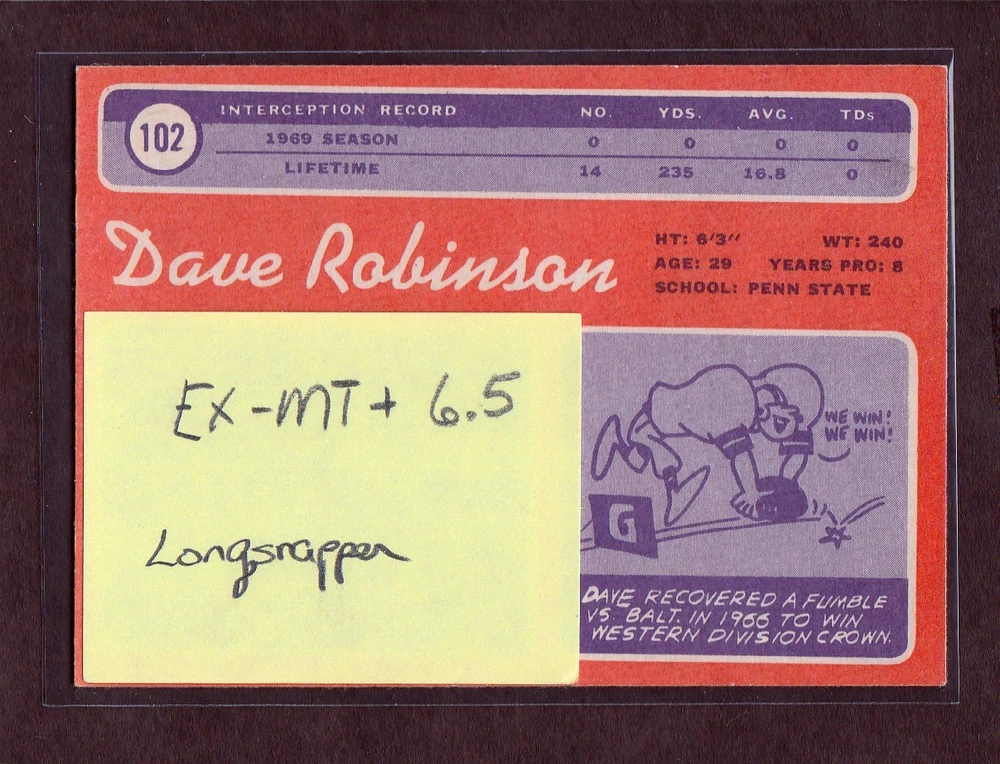 102
INTERCEPTION RECORD NO. YDS. AVG. TDs
1969 SEASON 0 0 0 0
LIFETIME 14 235 16.8 0
Dave Robinson
HT: 6'3" WT: 240
AGE: 29 YEARS PRO: 8
SCHOOL: PENN STATE
EX-MT+ 6.5
Longsnapper
WE WIN!
WE WIN!
G
DAVE RECOVERED A FUMBLE
VS. BALT. IN 1966 TO WIN
WESTERN DIVISION CROWN.